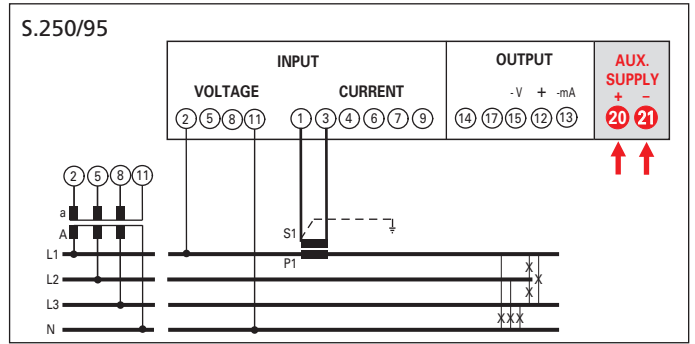 S.250/95
INPUT
OUTPUT
AUX.
SUPPLY
VOLTAGE
CURRENT
- V + -mA
+ –
2 5 8 11 1 3 4 6 7 9 14 17 15 12 13 20 21
2 5 8 11
a
A
S1
P1
L1
L2
L3
N
X
X
X
X X X